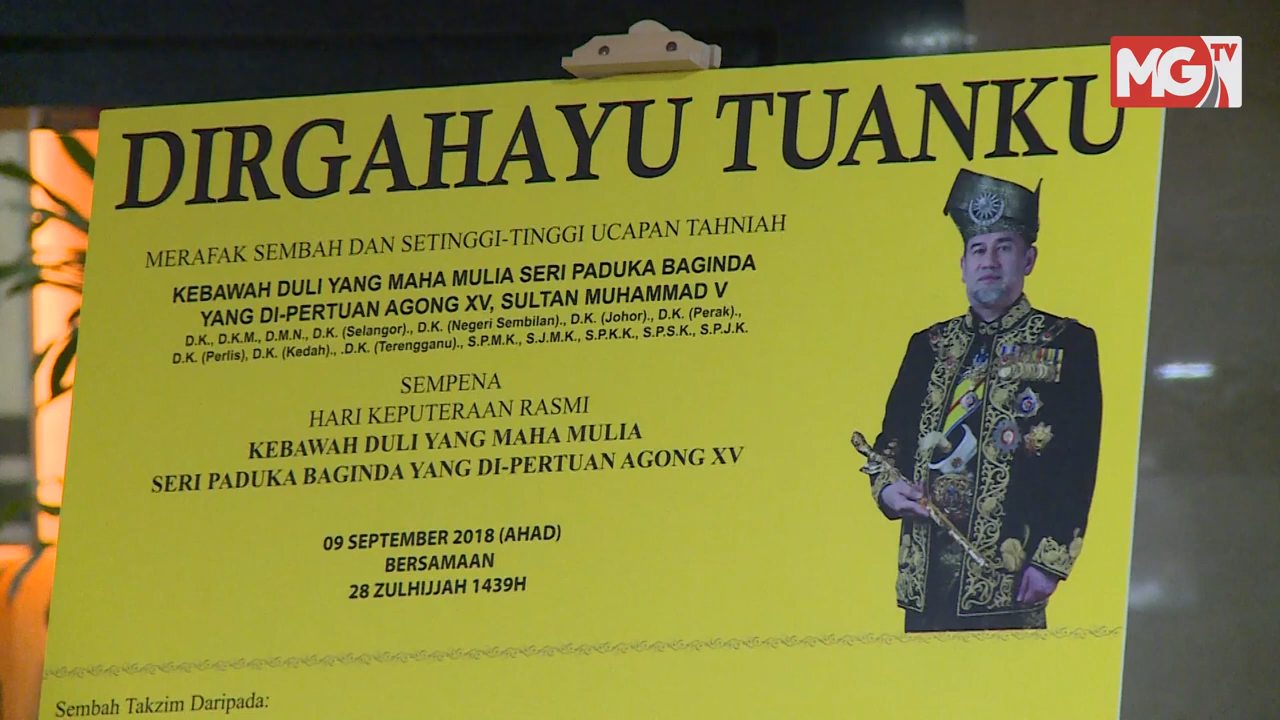 MG TV
DIRGAHAYU TUANKU
MERAFAK SEMBAH DAN SETINGGI-TINGGI UCAPAN TAHNIAH
KEBAWAH DULI YANG MAHA MULIA SERI PADUKA BAGINDA
YANG DI-PERTUAN AGONG XV, SULTAN MUHAMMAD V
D.K., D.K.M., D.M.N., D.K. (Selangor)., D.K. (Negeri Sembilan)., D.K. (Johor)., D.K. (Perak).,
D.K. (Perlis), D.K. (Kedah)., .D.K. (Terengganu)., S.P.M.K., S.J.M.K., S.P.K.K., S.P.S.K., S.P.J.K.
SEMPENA
HARI KEPUTERAAN RASMI
KEBAWAH DULI YANG MAHA MULIA
SERI PADUKA BAGINDA YANG DI-PERTUAN AGONG XV
09 SEPTEMBER 2018 (AHAD)
BERSAMAAN
28 ZULHIJJAH 1439H
Sembah Takzim Daripada: